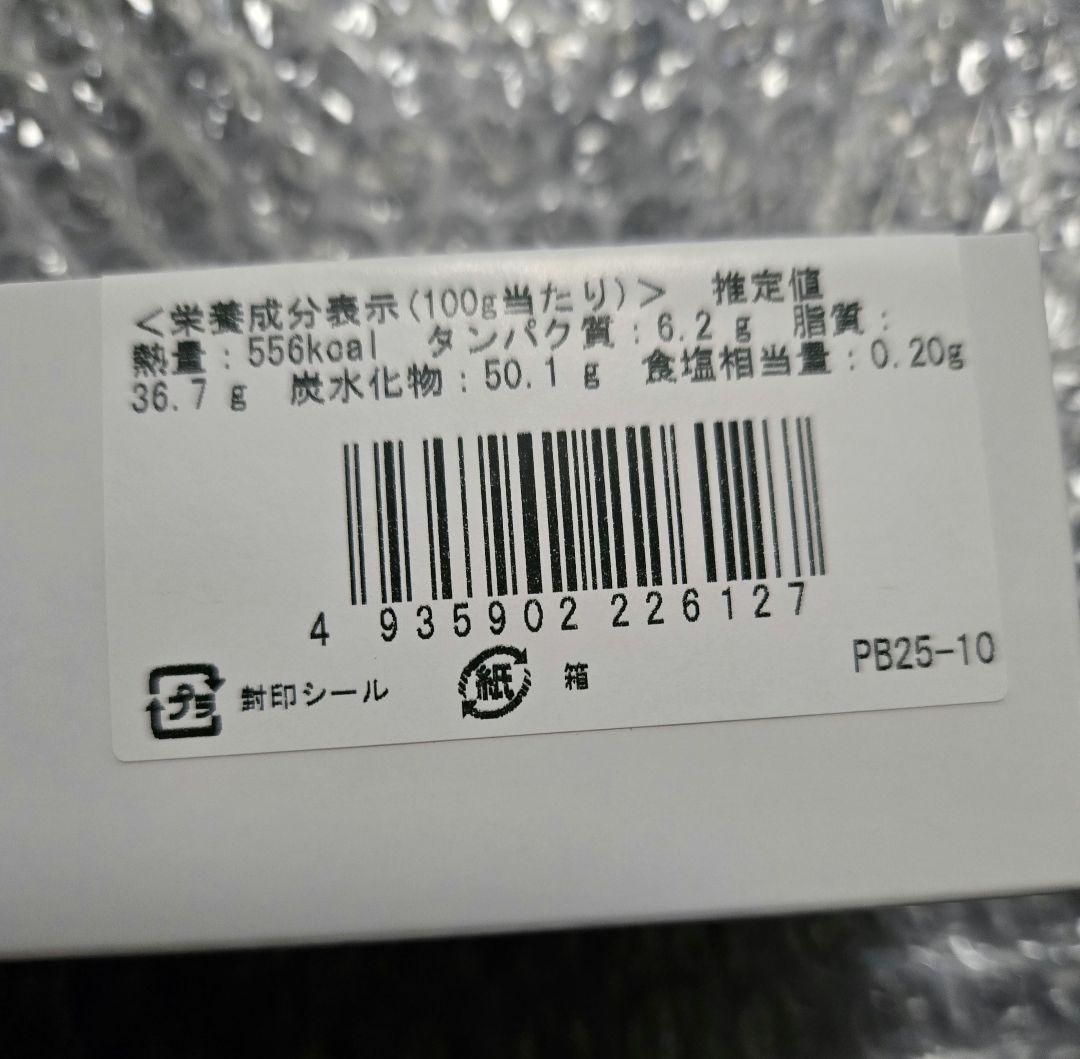 ＜栄養成分表示(100g当たり)＞ 推定値
熱量：556kcal タンパク質：6.2 g 脂質：
36.7 g 炭水化物：50.1 g 食塩相当量：0.20g
4 935902 226127
PB25-10
プラ 封印シール 紙 箱